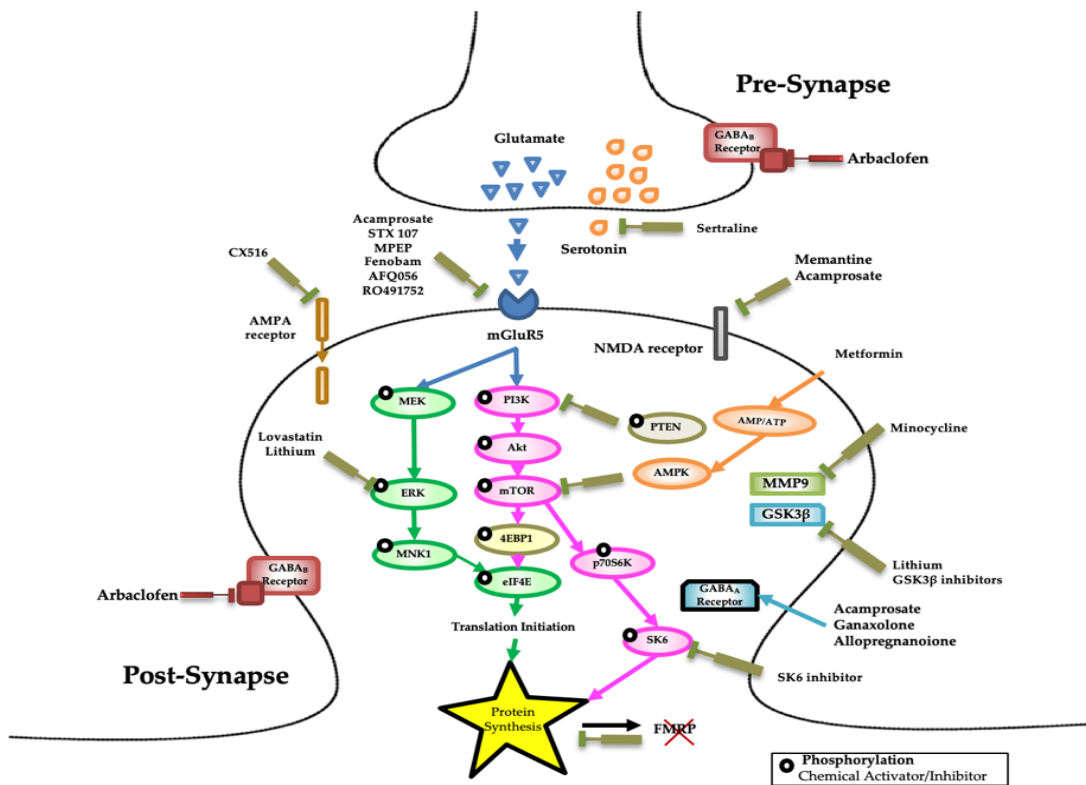 Pre-Synapse
GABAB
Receptor
Arbaclofen
Glutamate
Serotonin
Sertraline
Acamprosate
STX 107
MPEP
Fenobam
AFQ056
RO491752
CX516
AMPA
receptor
mGluR5
Memantine
Acamprosate
NMDA receptor
Metformin
MEK
PI3K
PTEN
AMP/ATP
Akt
AMPK
Minocycline
MMP9
GSK3β
Lovastatin
Lithium
ERK
mTOR
MNK1
4EBP1
eIF4E
p70S6K
Lithium
GSK3β inhibitors
GABAB
Receptor
Arbaclofen
GABAA
Receptor
Acamprosate
Ganaxolone
Allopregnanoione
Translation Initiation
SK6
SK6 inhibitor
Post-Synapse
Protein
Synthesis
FMRP
Phosphorylation
Chemical Activator/Inhibitor